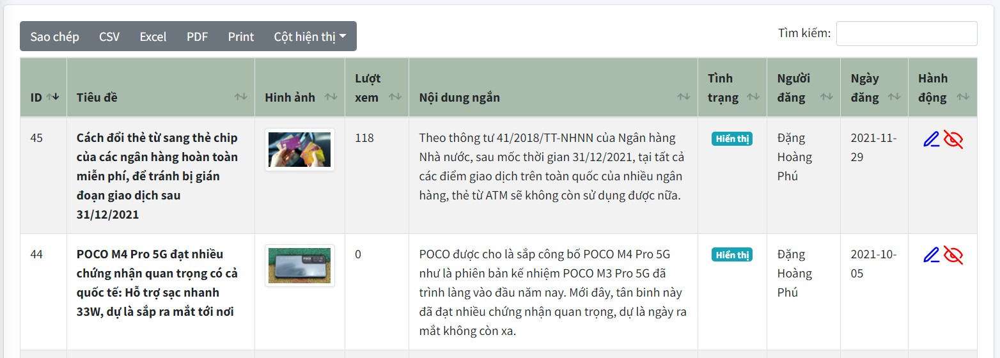 Sao chép CSV Excel PDF Print Cột hiện thị
Tìm kiếm:
ID
Tiêu đề
Hình ảnh
Lượt
xem
Nội dung ngắn
Tình
trạng
Người
đăng
Ngày
đăng
Hành
động
45
Cách đổi thẻ từ sang thẻ chip
của các ngân hàng hoàn toàn
miễn phí, để tránh bị gián
đoạn giao dịch sau
31/12/2021
118
Theo thông tư 41/2018/TT-NHNN của Ngân hàng
Nhà nước, sau mốc thời gian 31/12/2021, tại tất cả
các điểm giao dịch trên toàn quốc của nhiều ngân
hàng, thẻ từ ATM sẽ không còn sử dụng được nữa.
Hiển thị
Đặng
Hoàng
Phú
2021-11-
29
44
POCO M4 Pro 5G đạt nhiều
chứng nhận quan trọng có cả
quốc tế: Hỗ trợ sạc nhanh
33W, dự là sắp ra mắt tới nơi
POCO
0
POCO được cho là sắp công bố POCO M4 Pro 5G
như là phiên bản kế nhiệm POCO M3 Pro 5G đã
trình làng vào đầu năm nay. Mới đây, tân binh này
đã đạt nhiều chứng nhận quan trọng, dự là ngày ra
mắt không còn xa.
Hiển thị
Đặng
Hoàng
Phú
2021-10-
05